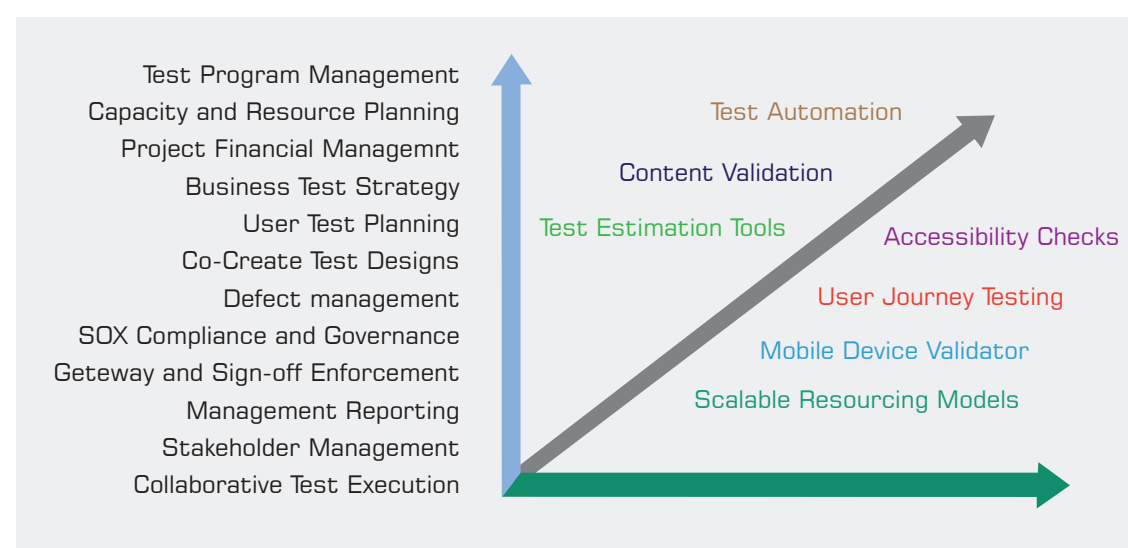 Test Program Management
Capacity and Resource Planning
Project Financial Managemnt
Business Test Strategy
User Test Planning
Co-Create Test Designs
Defect management
SOX Compliance and Governance
Geteway and Sign-off Enforcement
Management Reporting
Stakeholder Management
Collaborative Test Execution
Test Automation
Content Validation
Test Estimation Tools
Accessibility Checks
User Journey Testing
Mobile Device Validator
Scalable Resourcing Models